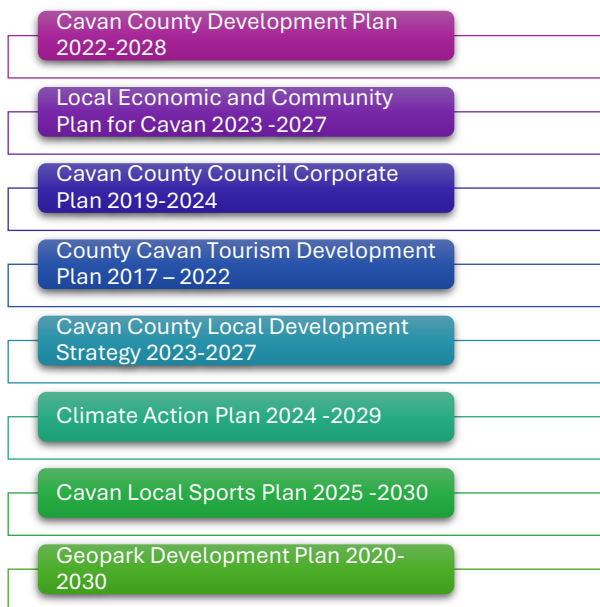 Cavan County Development Plan
2022-2028
Local Economic and Community
Plan for Cavan 2023 -2027
Cavan County Council Corporate
Plan 2019-2024
County Cavan Tourism Development
Plan 2017 – 2022
Cavan County Local Development
Strategy 2023-2027
Climate Action Plan 2024 -2029
Cavan Local Sports Plan 2025 -2030
Geopark Development Plan 2020-
2030